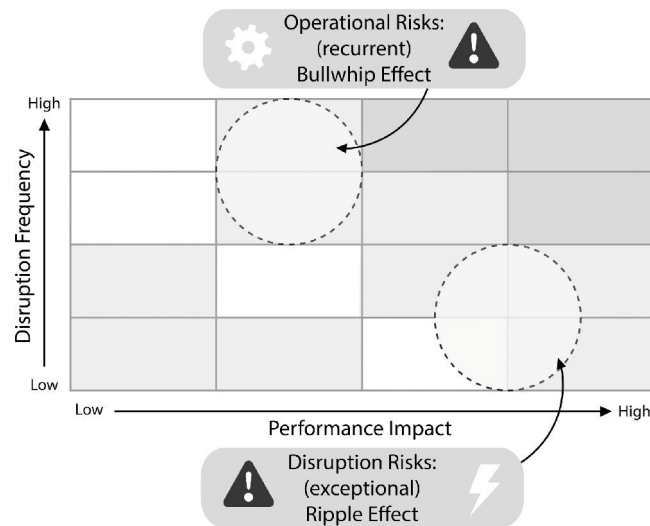 Operational Risks:
(recurrent)
Bullwhip Effect
High
Disruption Frequency
Low
Low
High
Performance Impact
Disruption Risks:
(exceptional)
Ripple Effect